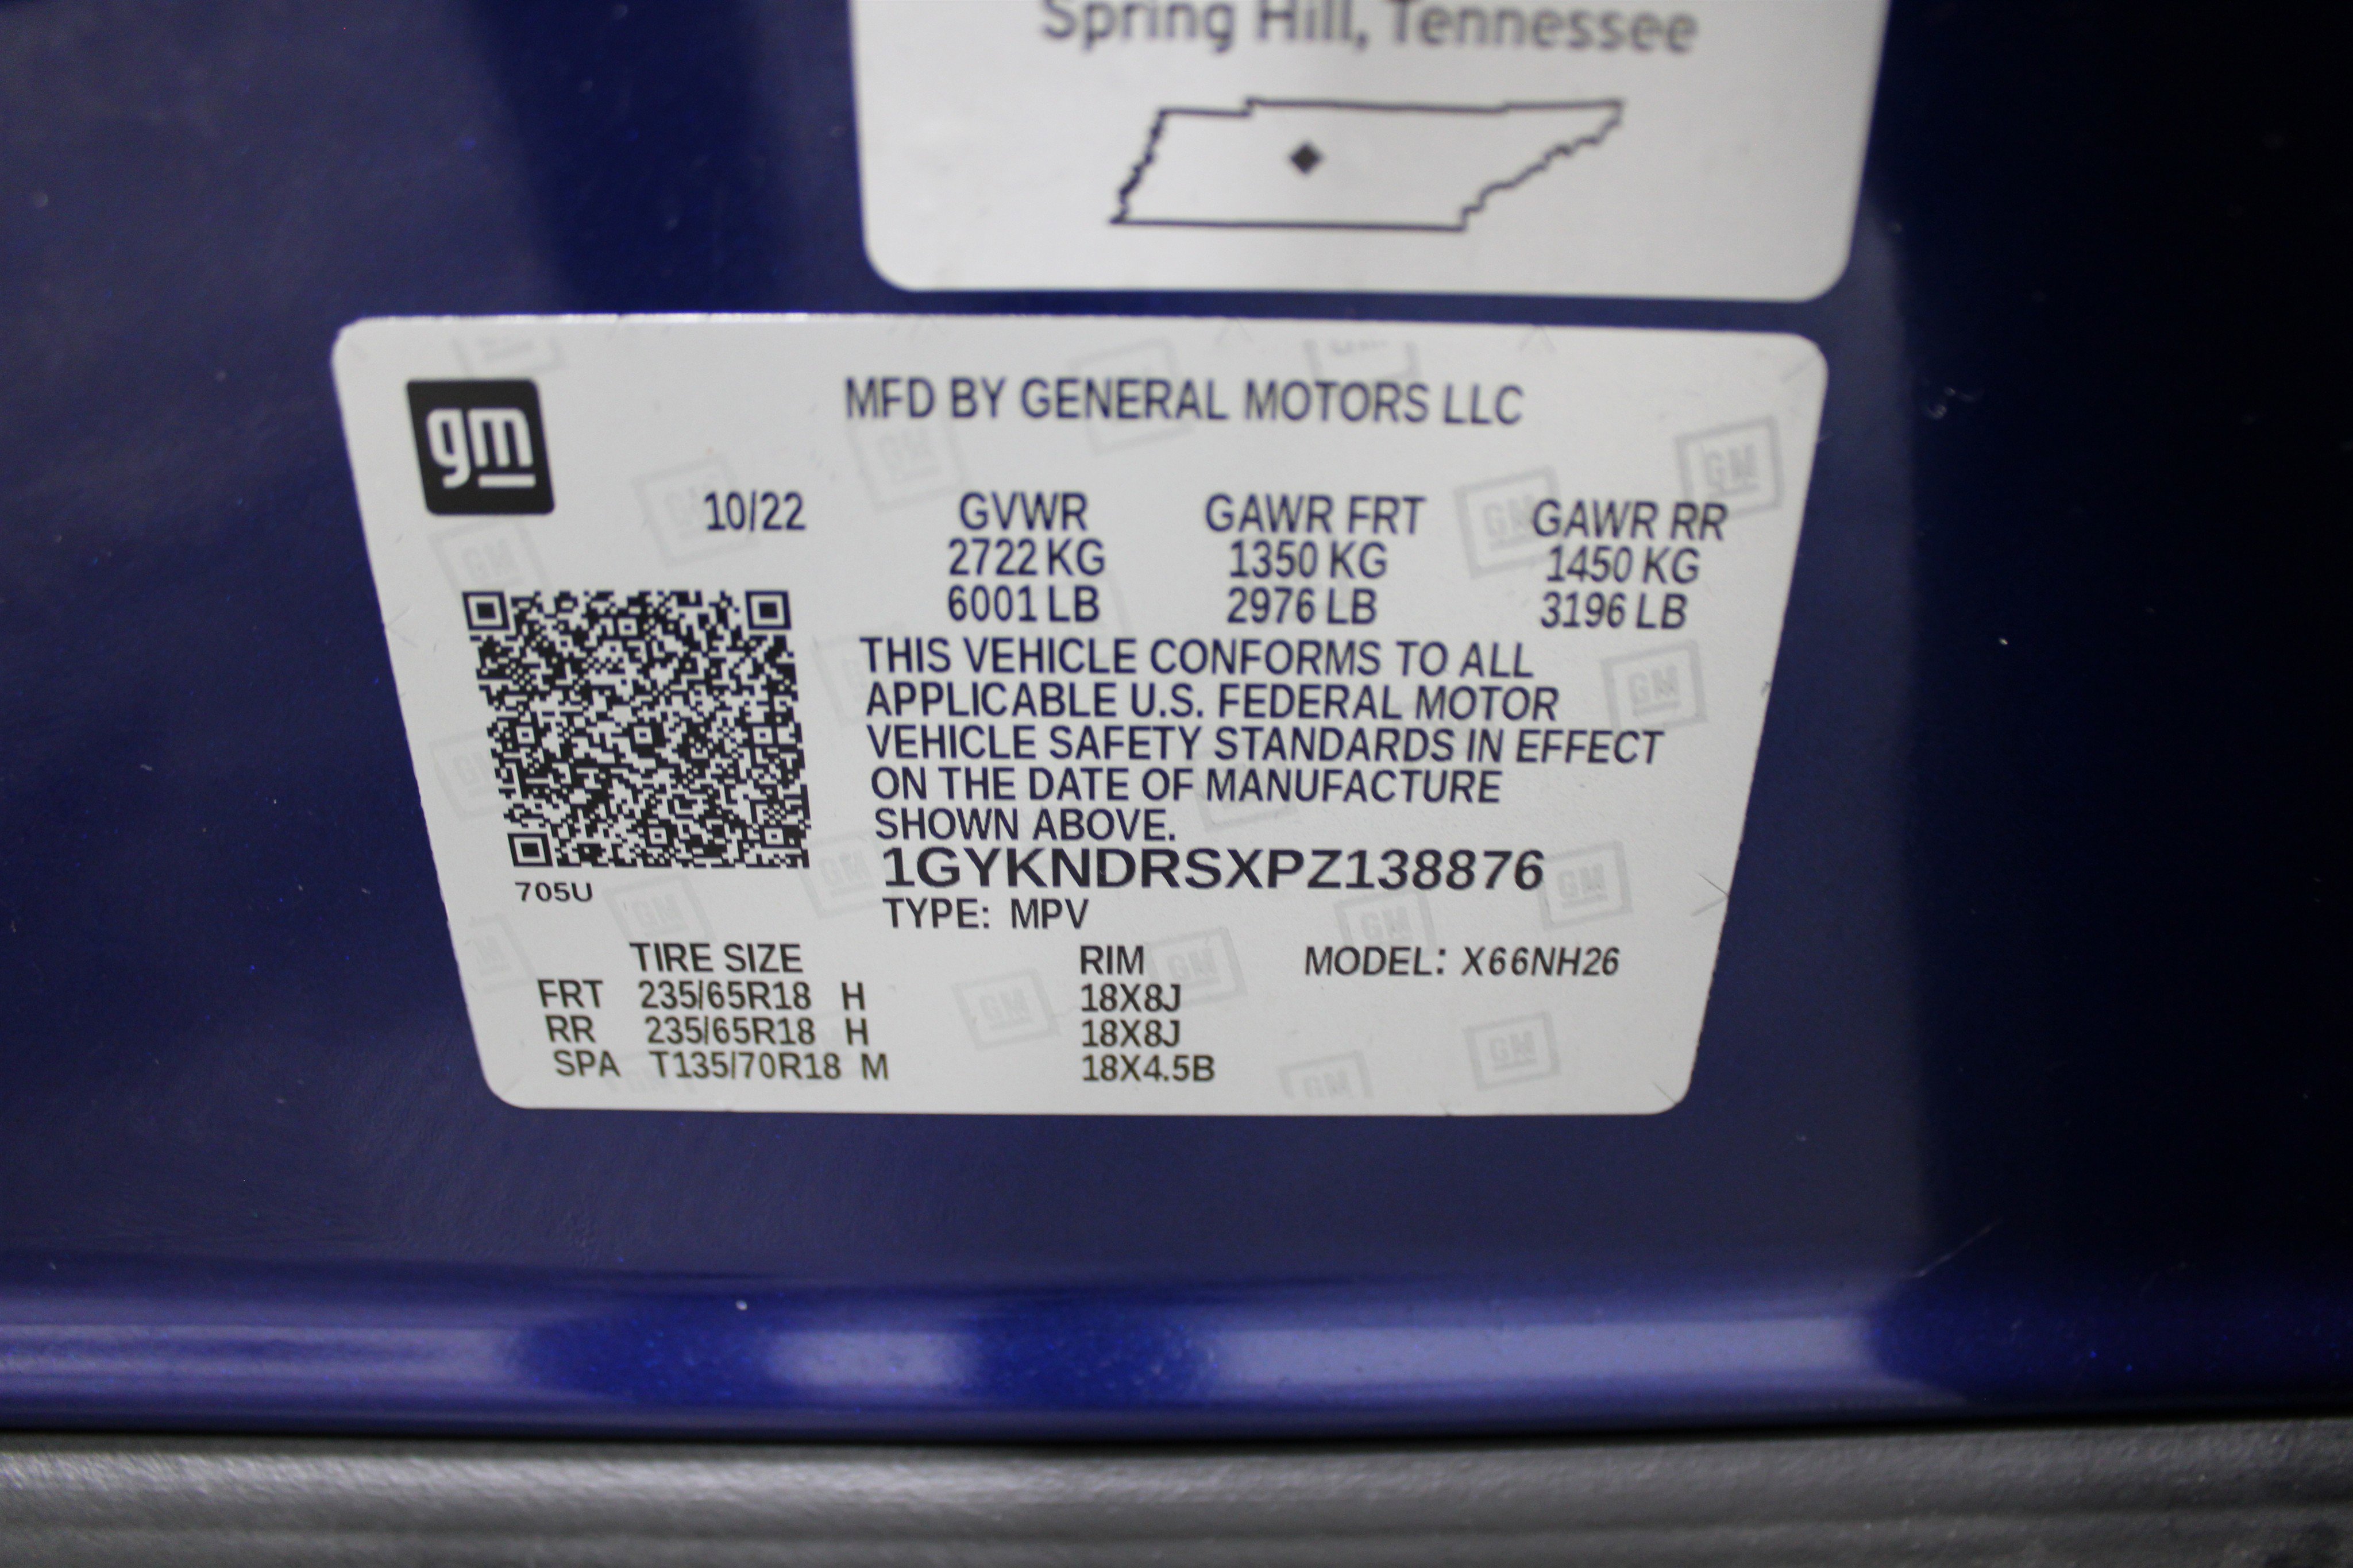 Spring Hill, Tennessee
gm
MFD BY GENERAL MOTORS LLC
10/22 GVWR GAWR FRT GAWR RR
2722 KG 1350 KG 1450 KG
6001 LB 2976 LB 3196 LB
THIS VEHICLE CONFORMS TO ALL
APPLICABLE U.S. FEDERAL MOTOR
VEHICLE SAFETY STANDARDS IN EFFECT
ON THE DATE OF MANUFACTURE
SHOWN ABOVE.
1GYKNDRSXPZ138876
705U
TYPE: MPV
TIRE SIZE RIM MODEL: X66NH26
FRT 235/65R18 H 18X8J
RR 235/65R18 H 18X8J
SPA T135/70R18 M 18X4.5B